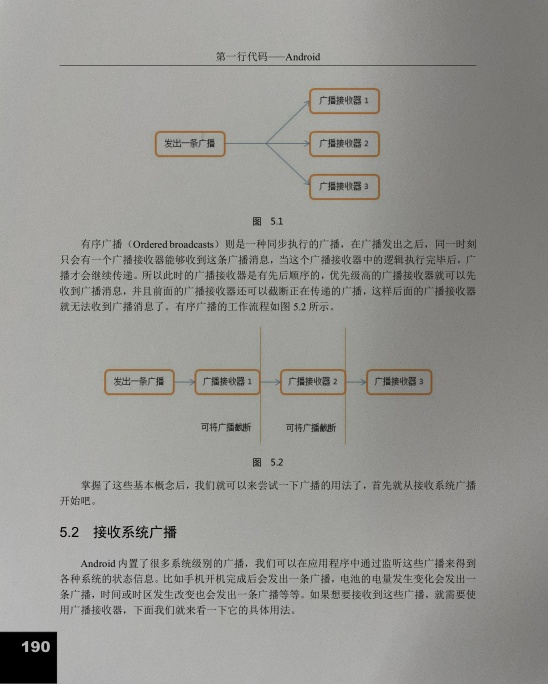 第一行代码——Android
广播接收器 1
发出一条广播
广播接收器 2
广播接收器 3
图 5.1
有序广播（Ordered broadcasts）则是一种同步执行的广播，在广播发出之后，同一时刻
只会有一个广播接收器能够收到这条广播消息，当这个广播接收器中的逻辑执行完毕后，广
播才会继续传递。所以此时的广播接收器是有先后顺序的，优先级高的广播接收器就可以先
收到广播消息，并且前面的广播接收器还可以截断正在传递的广播，这样后面的广播接收器
就无法收到广播消息了。有序广播的工作流程如图 5.2 所示。
发出一条广播 广播接收器 1 广播接收器 2 广播接收器 3
可将广播截断 可将广播截断
图 5.2
掌握了这些基本概念后，我们就可以来尝试一下广播的用法了，首先就从接收系统广播
开始吧。
5.2 接收系统广播
Android 内置了很多系统级别的广播，我们可以在应用程序中通过监听这些广播来得到
各种系统的状态信息。比如手机开机完成后会发出一条广播，电池的电量发生变化会发出一
条广播，时间或时区发生改变也会发出一条广播等等。如果想要接收到这些广播，就需要使
用广播接收器，下面我们就来看一下它的具体用法。
190